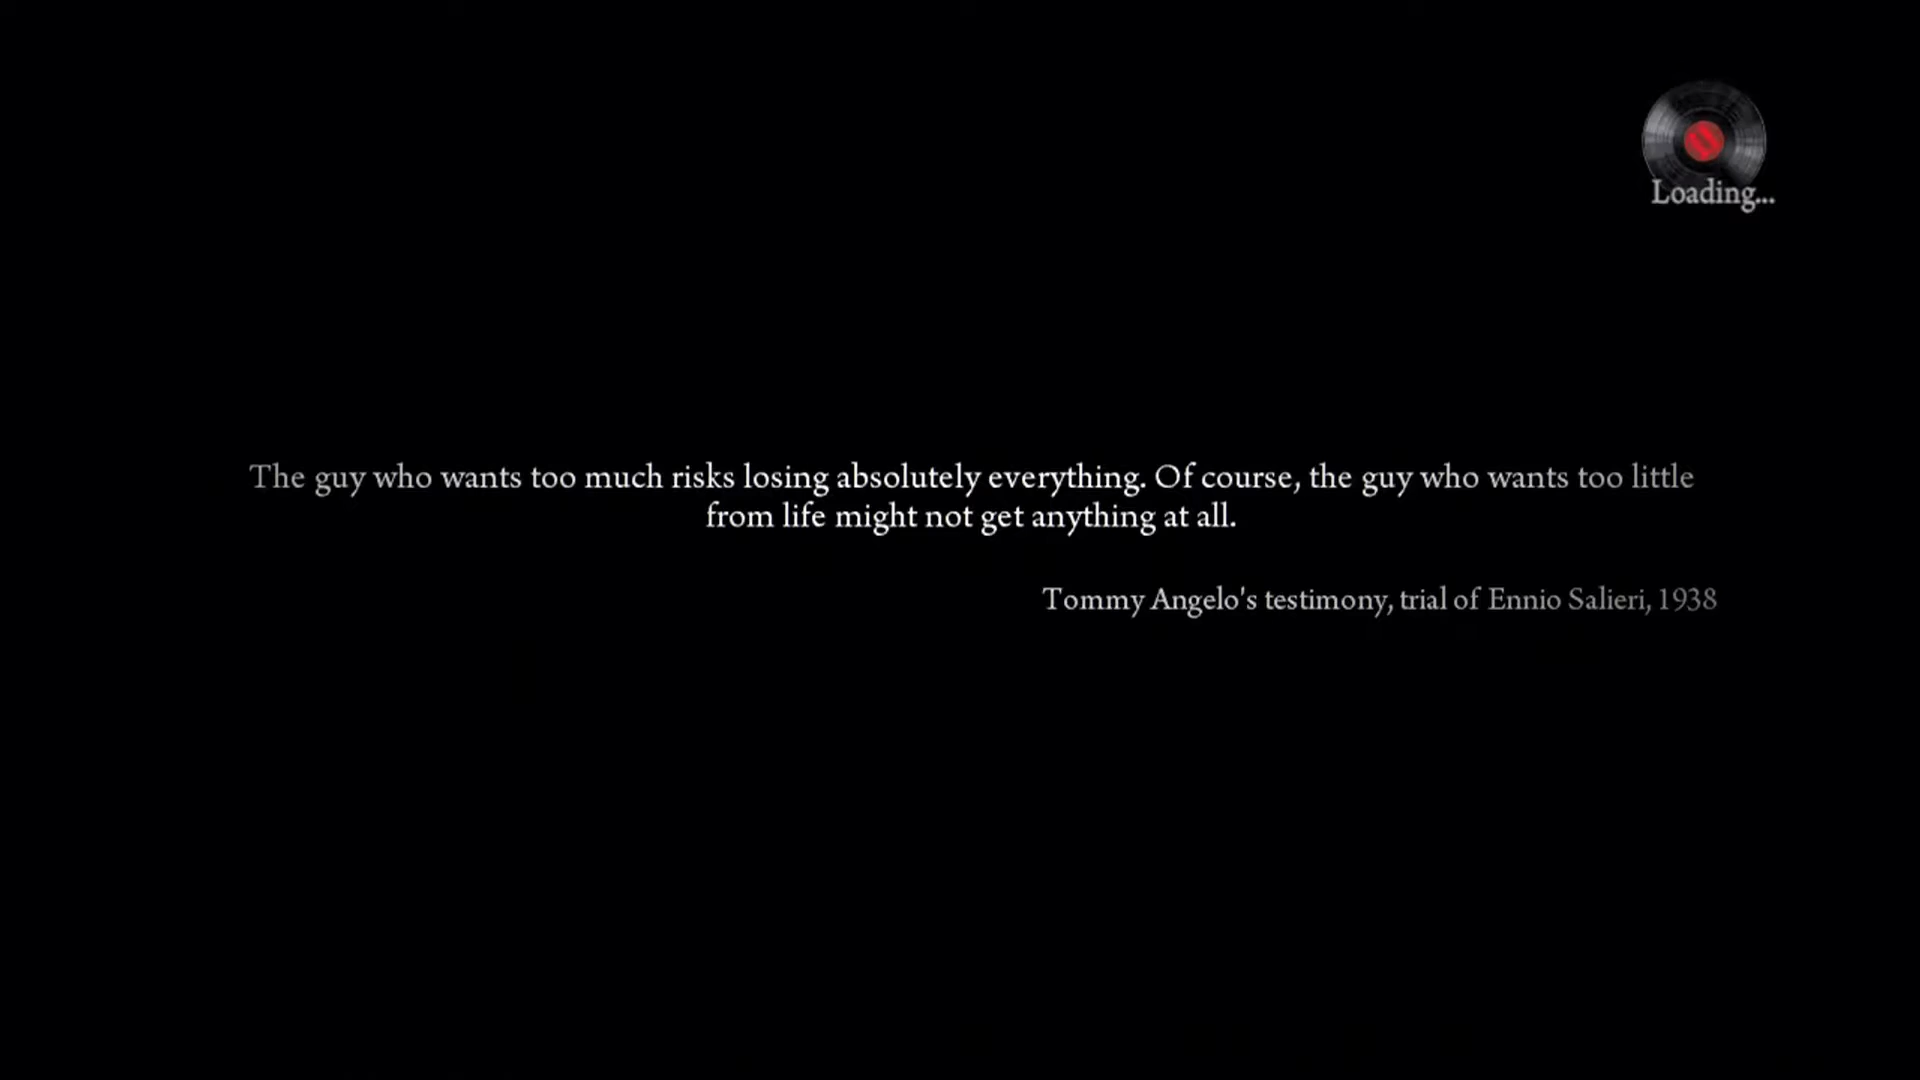 Loading...
The guy who wants too much risks losing absolutely everything. Of course, the guy who wants too little
from life might not get anything at all.
Tommy Angelo's testimony, trial of Ennio Salieri, 1938